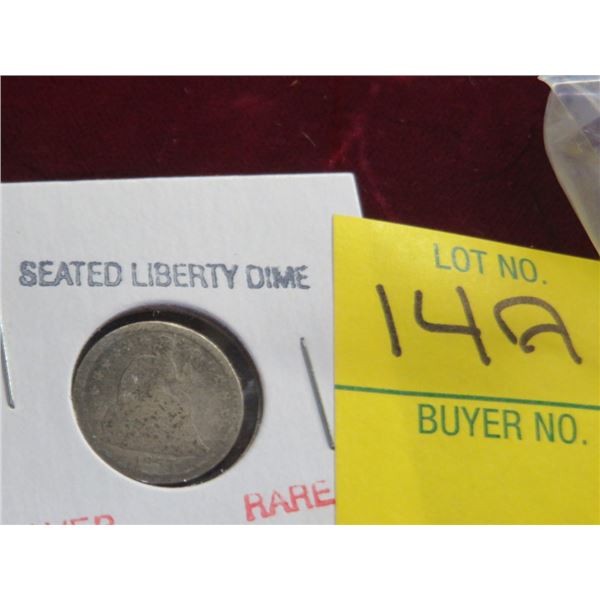 SEATED LIBERTY DIME
RARE
LOT NO.
142
BUYER NO.